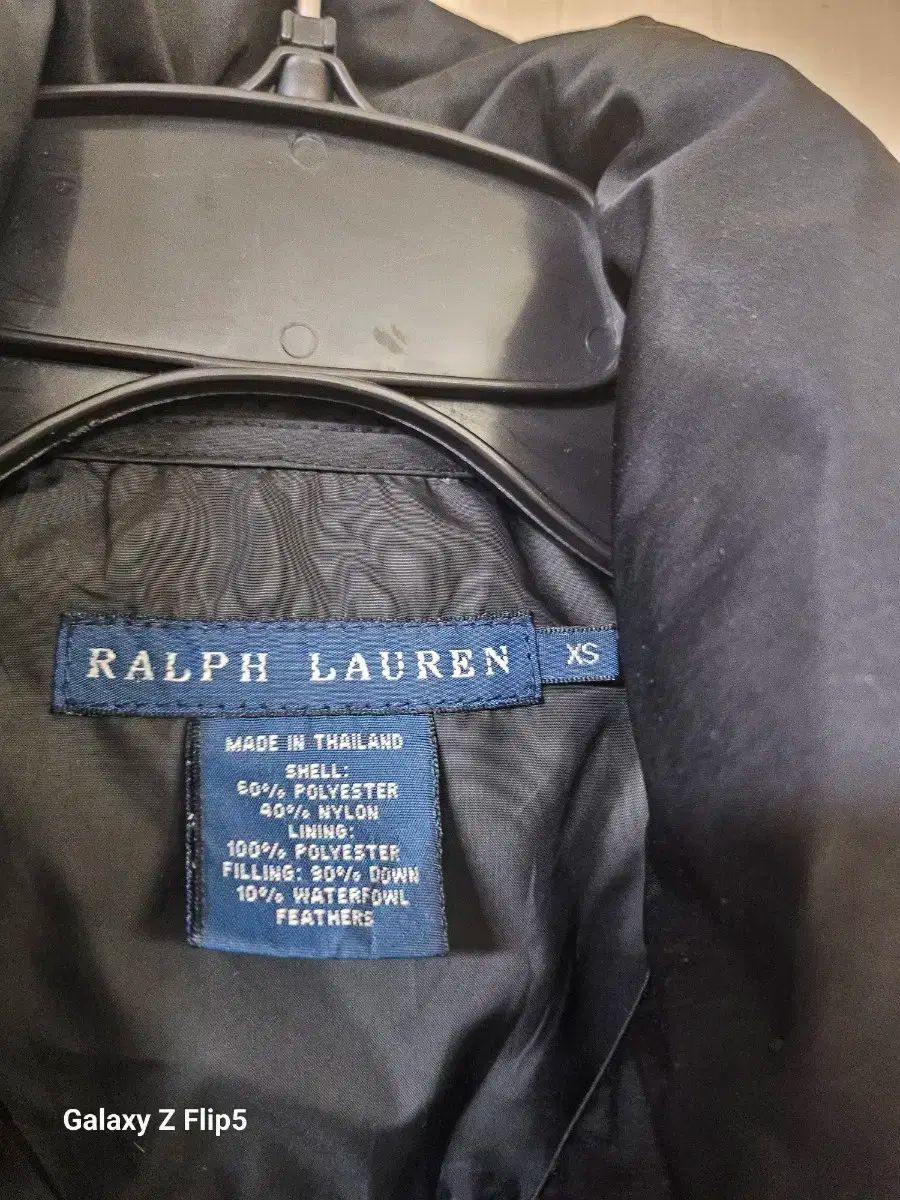 RALPH LAUREN XS
MADE IN THAILAND
SHELL:
60% POLYESTER
40% NYLON
LINING:
100% POLYESTER
FILLING: 90% DOWN
10% WATERFOWL
FEATHERS
Galaxy Z Flip5